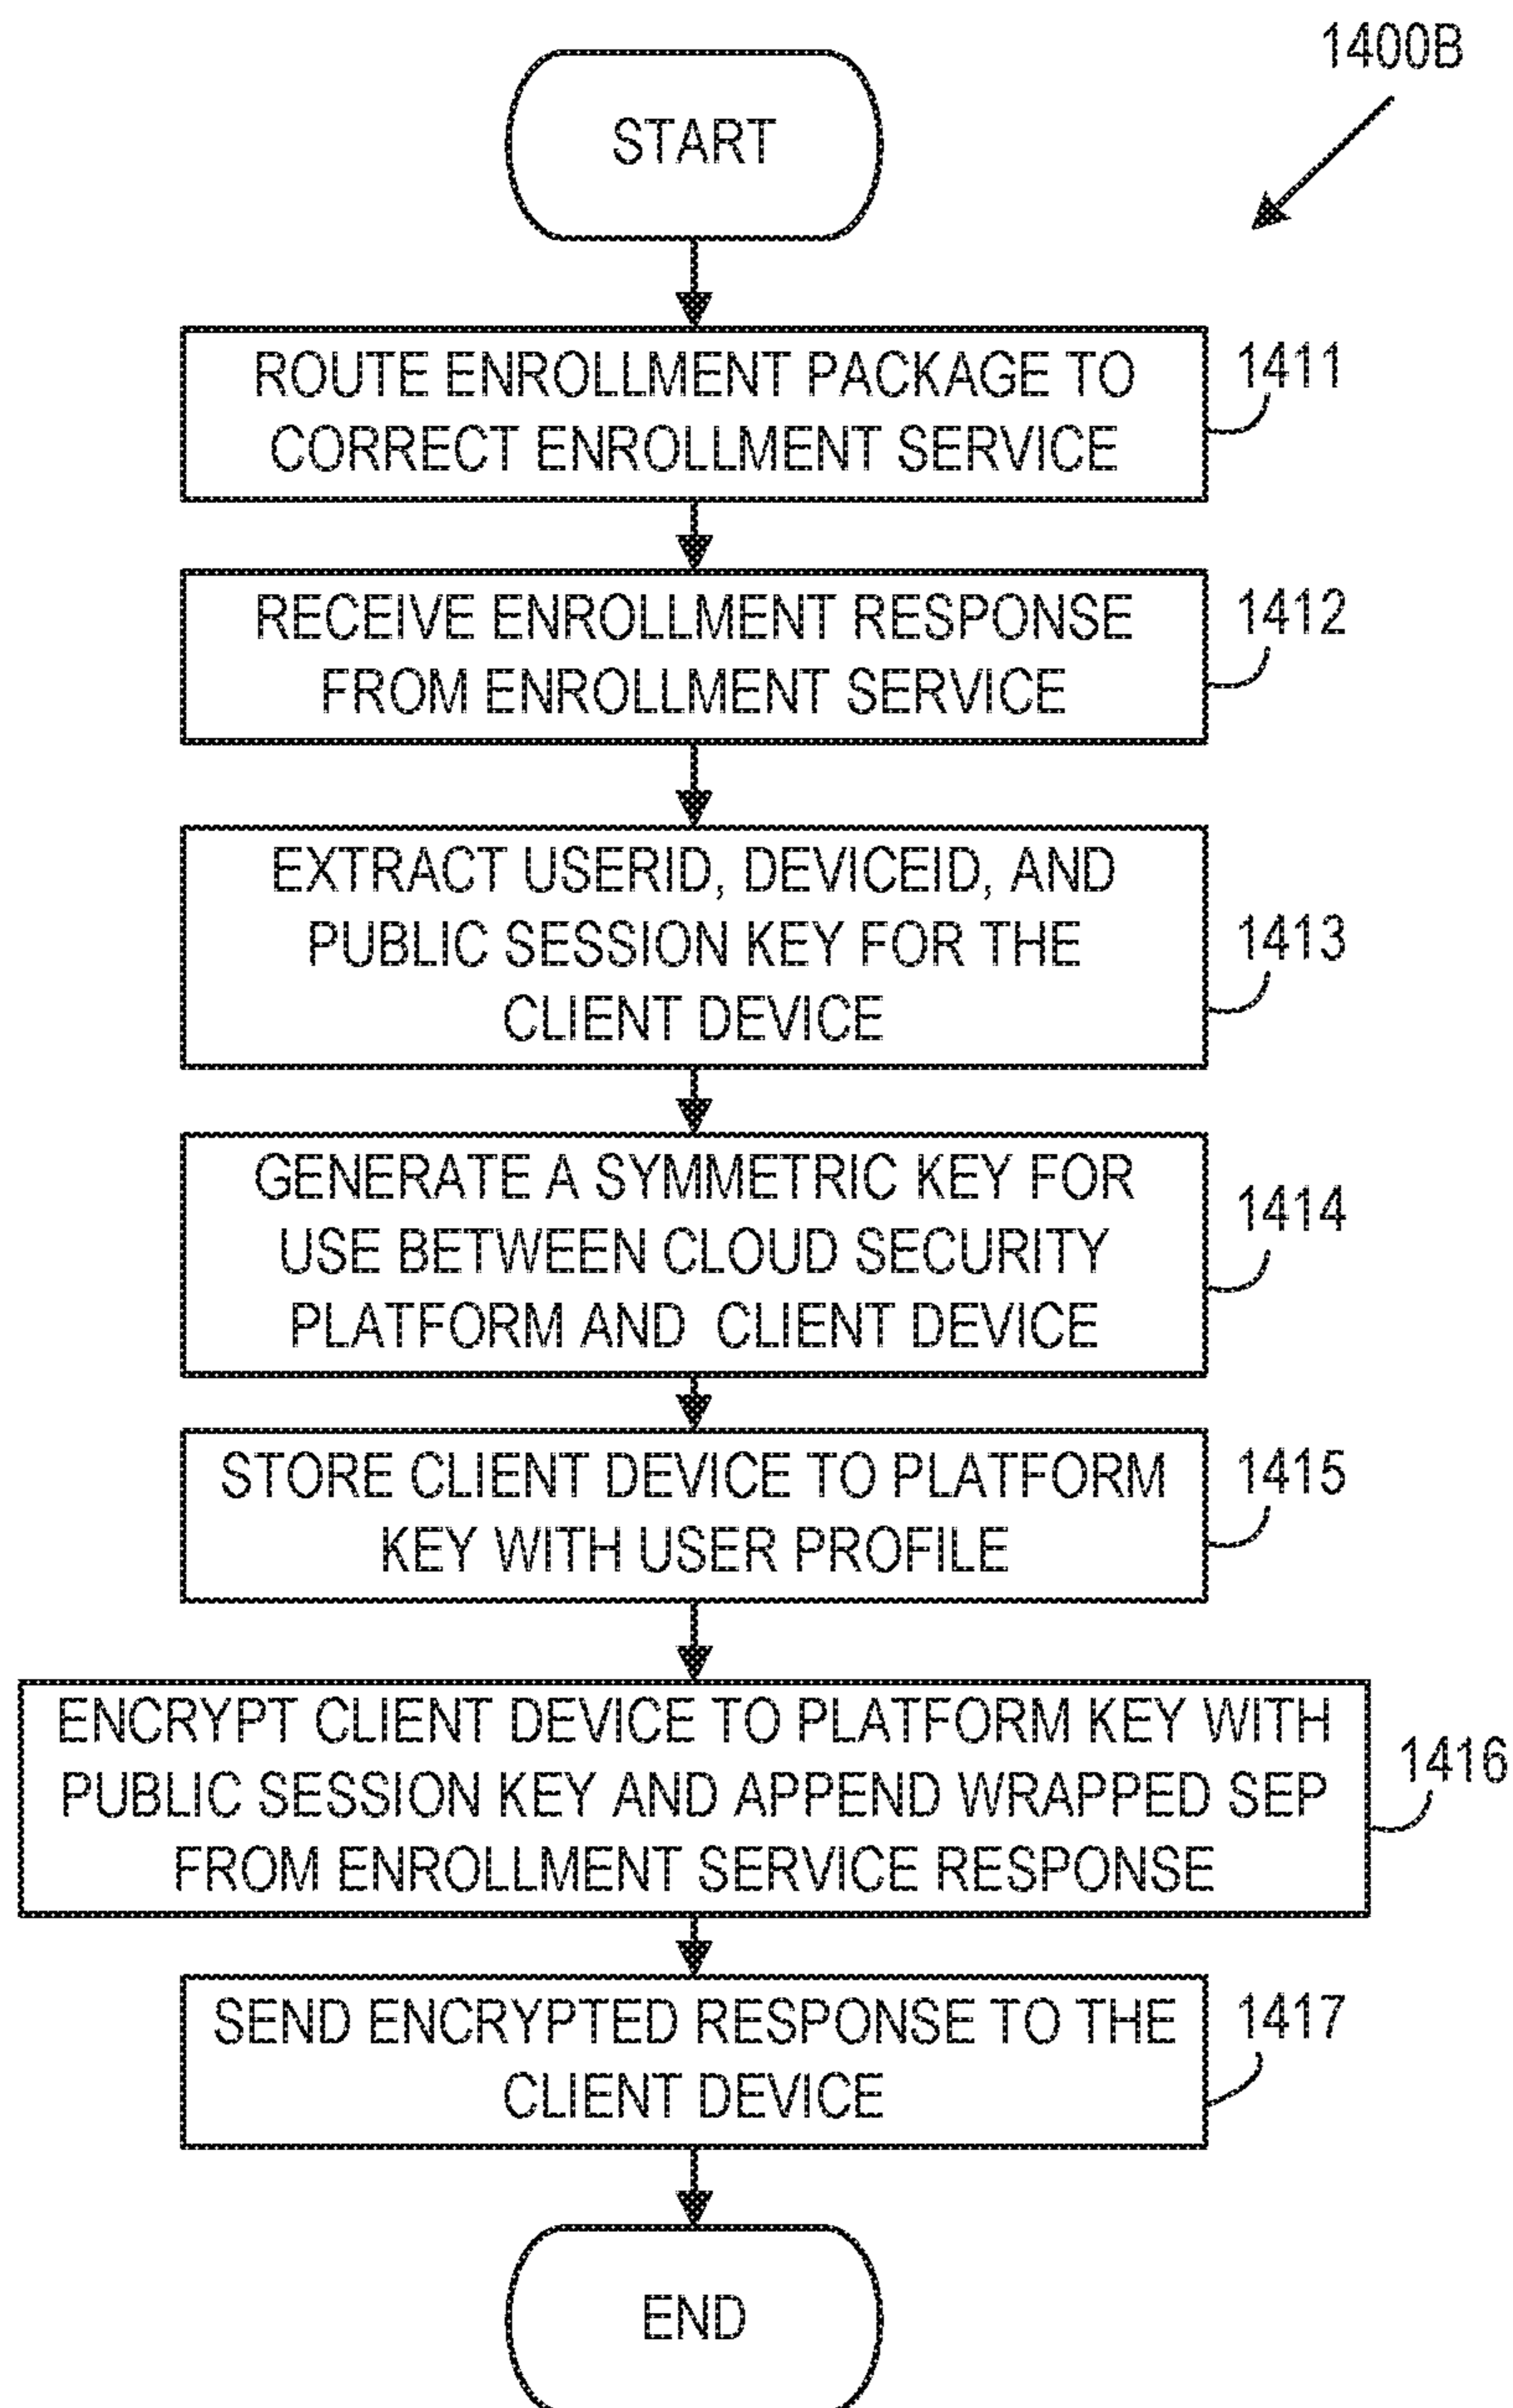 1400B
START
ROUTE ENROLLMENT PACKAGE TO
CORRECT ENROLLMENT SERVICE
1411
RECEIVE ENROLLMENT RESPONSE
FROM ENROLLMENT SERVICE
1412
EXTRACT USERID, DEVICEID, AND
PUBLIC SESSION KEY FOR THE
CLIENT DEVICE
1413
GENERATE A SYMMETRIC KEY FOR
USE BETWEEN CLOUD SECURITY
PLATFORM AND CLIENT DEVICE
1414
STORE CLIENT DEVICE TO PLATFORM
KEY WITH USER PROFILE
1415
ENCRYPT CLIENT DEVICE TO PLATFORM KEY WITH
PUBLIC SESSION KEY AND APPEND WRAPPED SEP
FROM ENROLLMENT SERVICE RESPONSE
1416
SEND ENCRYPTED RESPONSE TO THE
CLIENT DEVICE
1417
END